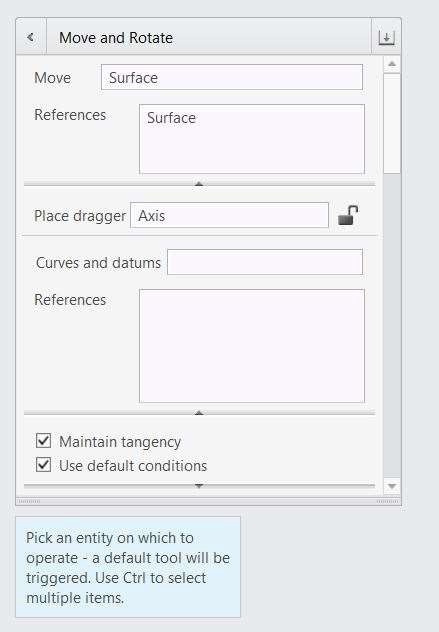 Move and Rotate
Move Surface
References Surface
Place dragger Axis
Curves and datums
References
Maintain tangency
Use default conditions
Pick an entity on which to
operate - a default tool will be
triggered. Use Ctrl to select
multiple items.